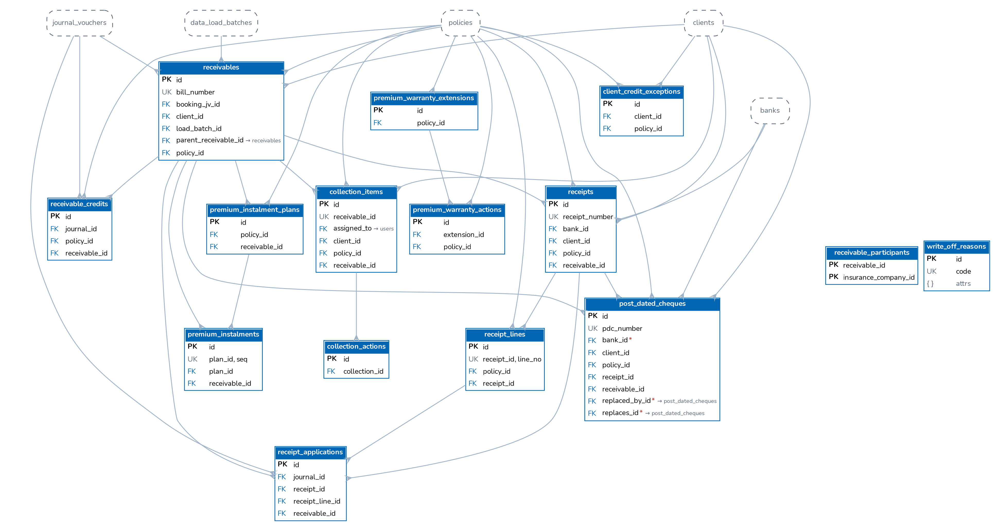 journal_vouchers
data_load_batches
policies
clients
receivables
PK id
UK bill_number
FK booking_jv_id
FK client_id
FK load_batch_id
FK parent_receivable_id → receivables
FK policy_id
premium_warranty_extensions
PK id
FK policy_id
client_credit_exceptions
PK id
FK client_id
FK policy_id
banks
receivable_credits
PK id
FK journal_id
FK policy_id
FK receivable_id
premium_instalment_plans
PK id
FK policy_id
FK receivable_id
collection_items
PK id
UK receivable_id
FK assigned_to → users
FK client_id
FK policy_id
FK receivable_id
premium_warranty_actions
PK id
FK extension_id
FK policy_id
receipts
PK id
UK receipt_number
FK bank_id
FK client_id
FK policy_id
FK receivable_id
receivable_participants
PK receivable_id
PK insurance_company_id
write_off_reasons
PK id
UK code
{ } attrs
premium_instalments
PK id
UK plan_id, seq
FK plan_id
FK receivable_id
collection_actions
PK id
FK collection_id
receipt_lines
PK id
UK receipt_id, line_no
FK policy_id
FK receipt_id
post_dated_cheques
PK id
UK pdc_number
FK bank_id *
FK client_id
FK policy_id
FK receipt_id
FK receivable_id
FK replaced_by_id * → post_dated_cheques
FK replaces_id * → post_dated_cheques
receipt_applications
PK id
FK journal_id
FK receipt_id
FK receipt_line_id
FK receivable_id